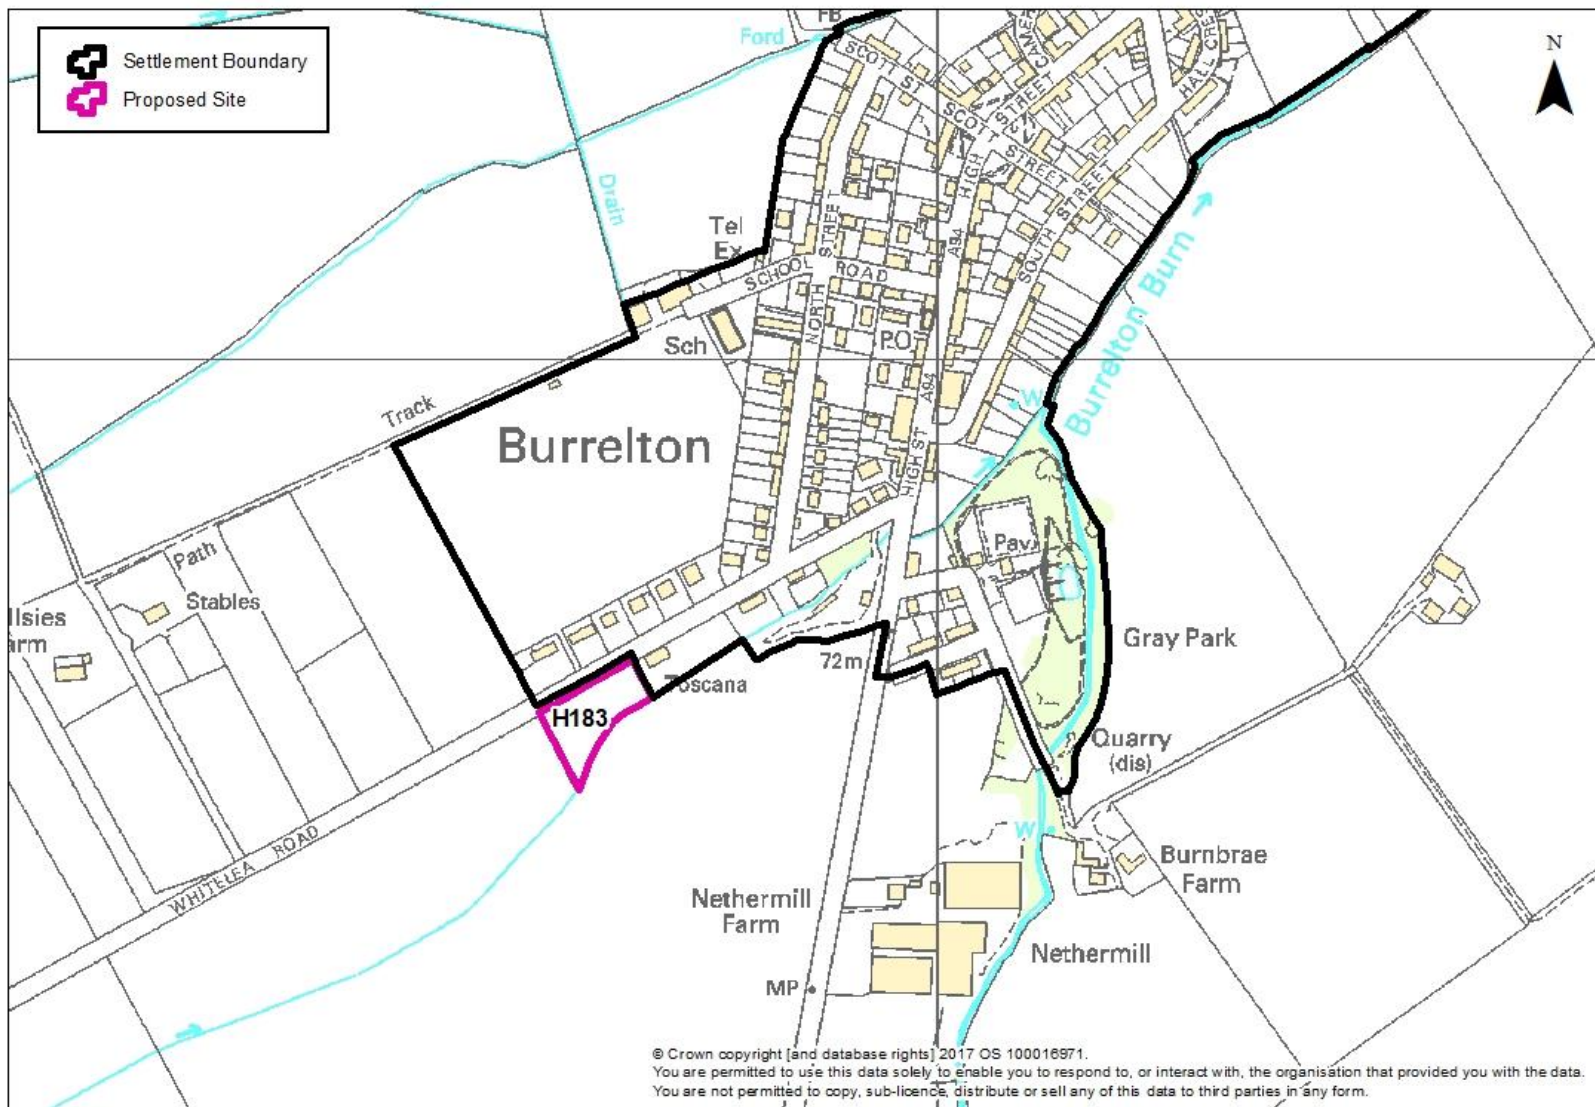 Settlement Boundary
Proposed Site
N
FB
Ford
SCOTT ST
SCOTT STREET
HALL CRES
HIGH STREET
Drain
Tel
Ex
SCHOOL ROAD
NORTH STREET
A94
SOUTH STREET
Sch
PO
A94
W
Burrelton Burn
Track
Burrelton
HIGH ST
Path
Stables
Pav
llsies
arm
Gray Park
72m
Toscana
H183
Quarry
(dis)
WHITELEA ROAD
W
Burnbrae
Farm
Nethermill
Farm
Nethermill
MP
© Crown copyright [and database rights] 2017 OS 100016971.
You are permitted to use this data solely to enable you to respond to, or interact with, the organisation that provided you with the data.
You are not permitted to copy, sub-licence, distribute or sell any of this data to third parties in any form.